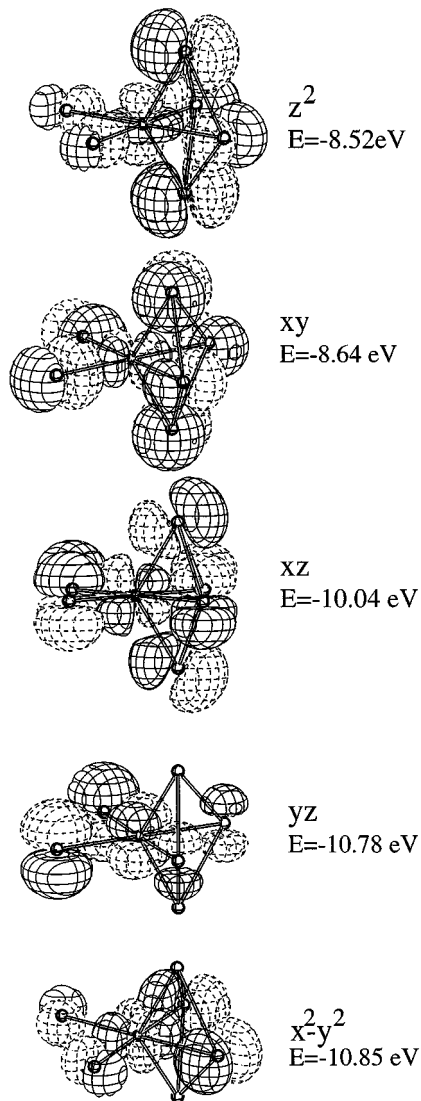 z²
E=-8.52eV
xy
E=-8.64 eV
xz
E=-10.04 eV
yz
E=-10.78 eV
x²-y²
E=-10.85 eV